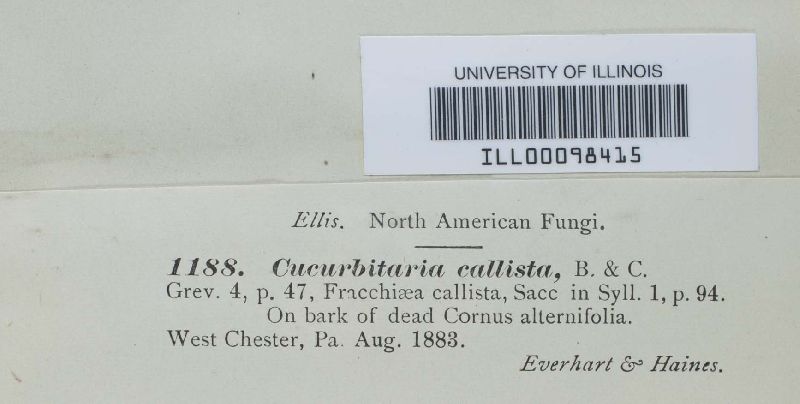 UNIVERSITY OF ILLINOIS
ILL00098415
Ellis. North American Fungi.
1188. Cucurbitaria callista, B. & C.
Grev. 4, p. 47, Fracchiæa callista, Sacc in Syll. 1, p. 94.
On bark of dead Cornus alternifolia.
West Chester, Pa. Aug. 1883.
Everhart & Haines.